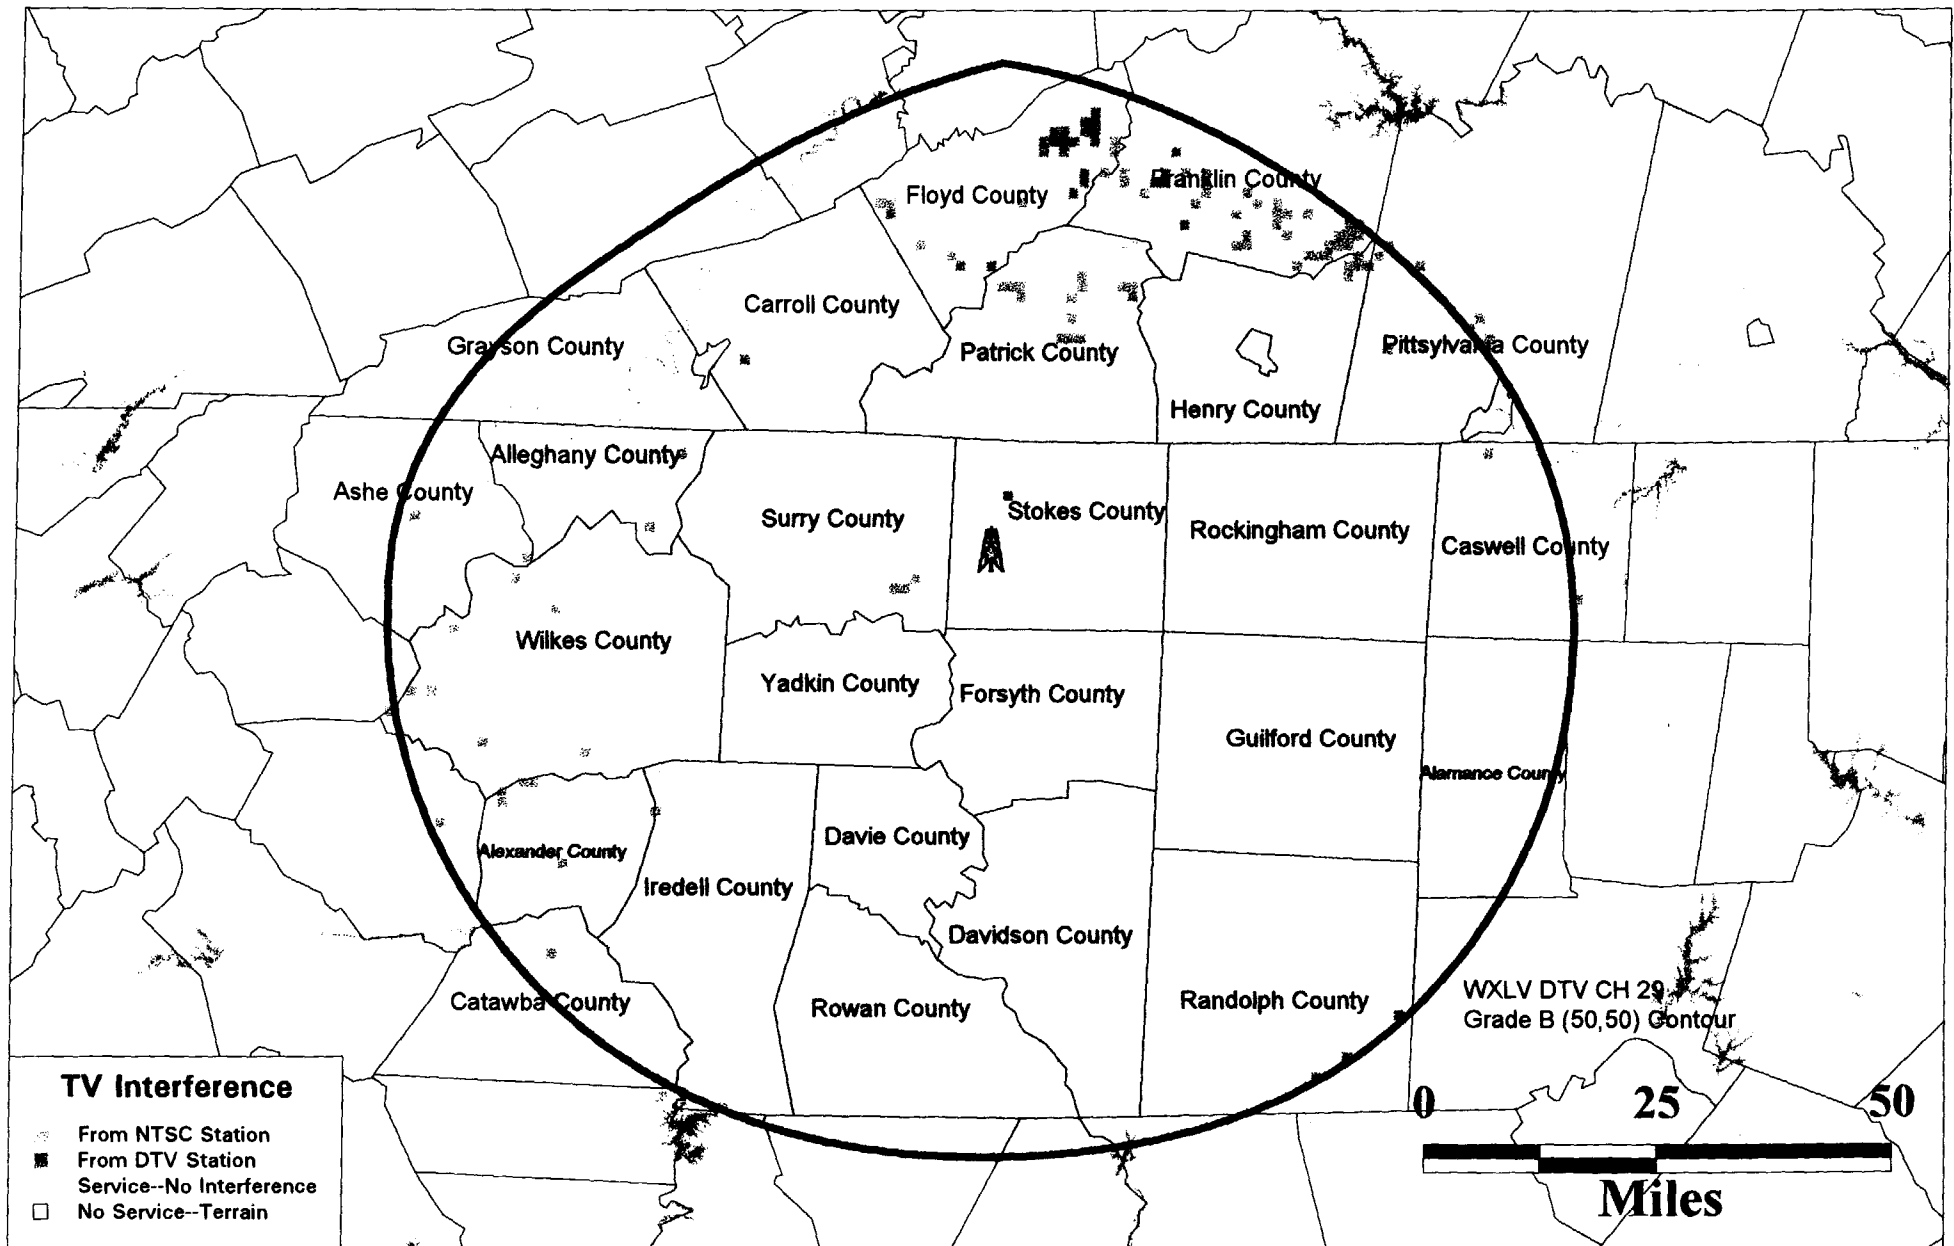 Floyd County
Franklin County
Carroll County
Grayson County
Patrick County
Pittsylvania County
Henry County
Alleghany County
Ashe County
Surry County
Stokes County
Rockingham County
Caswell County
Wilkes County
Yadkin County
Forsyth County
Guilford County
Alamance County
Davie County
Alexander County
Iredell County
Davidson County
Catawba County
Rowan County
Randolph County
WXLV DTV CH 29
Grade B (50,50) Contour
0 25 50
Miles
TV Interference
From NTSC Station
From DTV Station
Service--No Interference
No Service--Terrain